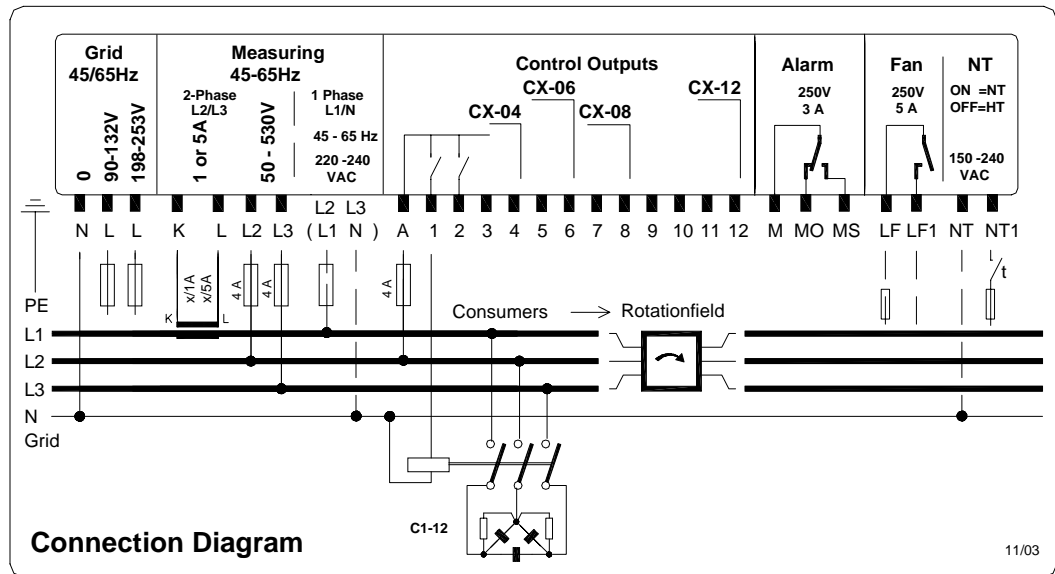 Grid
45/65Hz
0
90-132V
198-253V
Measuring
45-65Hz
2-Phase
L2/L3
1 or 5A
50 - 530V
1 Phase
L1/N
45 - 65 Hz
220 -240
VAC
Control Outputs
CX-04
CX-06
CX-08
CX-12
Alarm
250V
3 A
Fan
250V
5 A
NT
ON =NT
OFF=HT
150 -240
VAC
L2 L3
N L L K L L2 L3 ( L1 N ) A 1 2 3 4 5 6 7 8 9 10 11 12 M MO MS LF LF1 NT NT1
x/1A
x/5A
4 A
4 A
4 A
t
K L
PE
Consumers Rotationfield
L1
L2
L3
N
Grid
C1-12
Connection Diagram
11/03